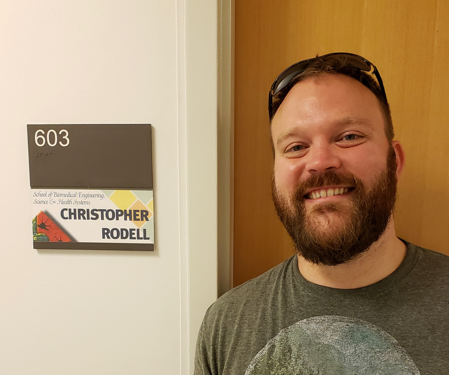 603
School of Biomedical Engineering,
Science & Health Systems
CHRISTOPHER
RODELL